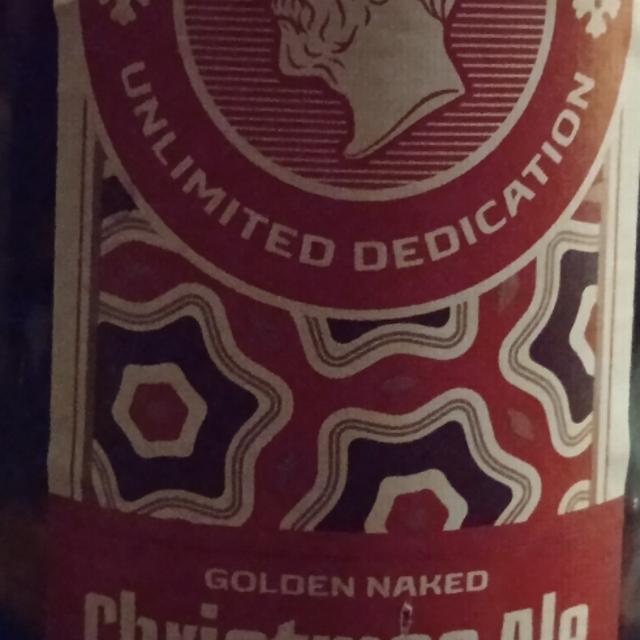 UNLIMITED DEDICATION
GOLDEN NAKED
Christmas Ale